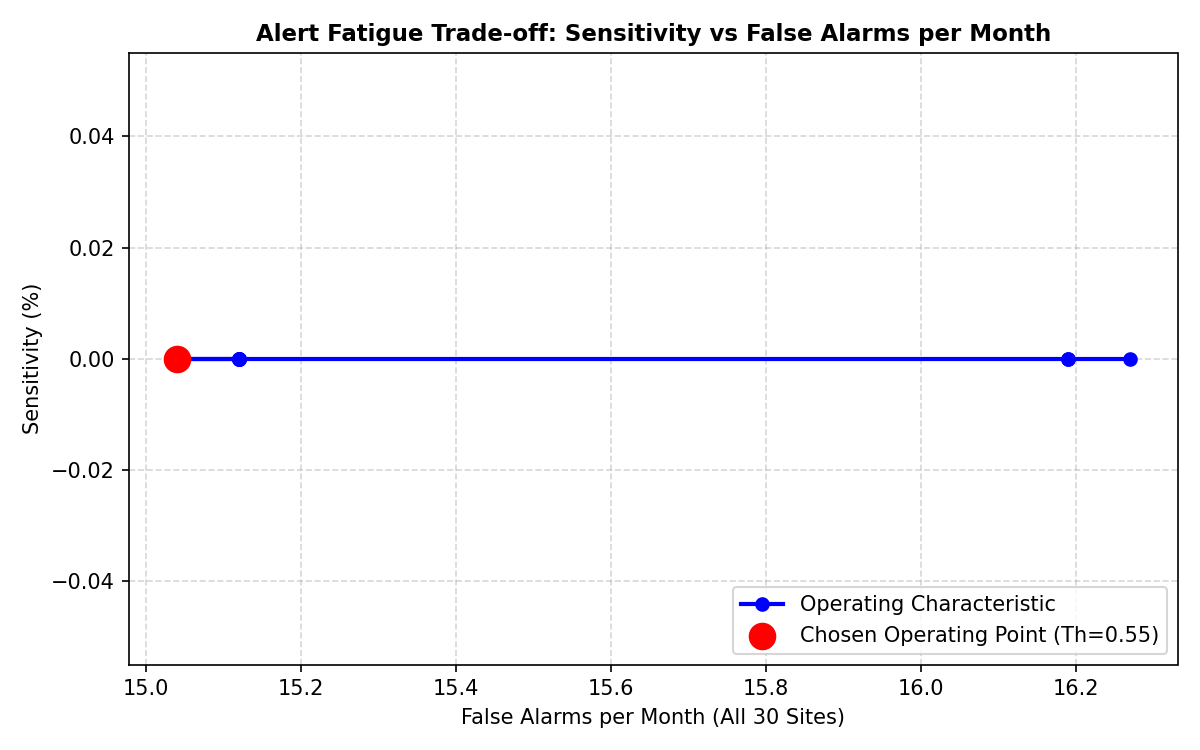 Alert Fatigue Trade-off: Sensitivity vs False Alarms per Month
Sensitivity (%)
0.04
0.02
0.00
−0.02
−0.04
15.0 15.2 15.4 15.6 15.8 16.0 16.2
False Alarms per Month (All 30 Sites)
Operating Characteristic
Chosen Operating Point (Th=0.55)